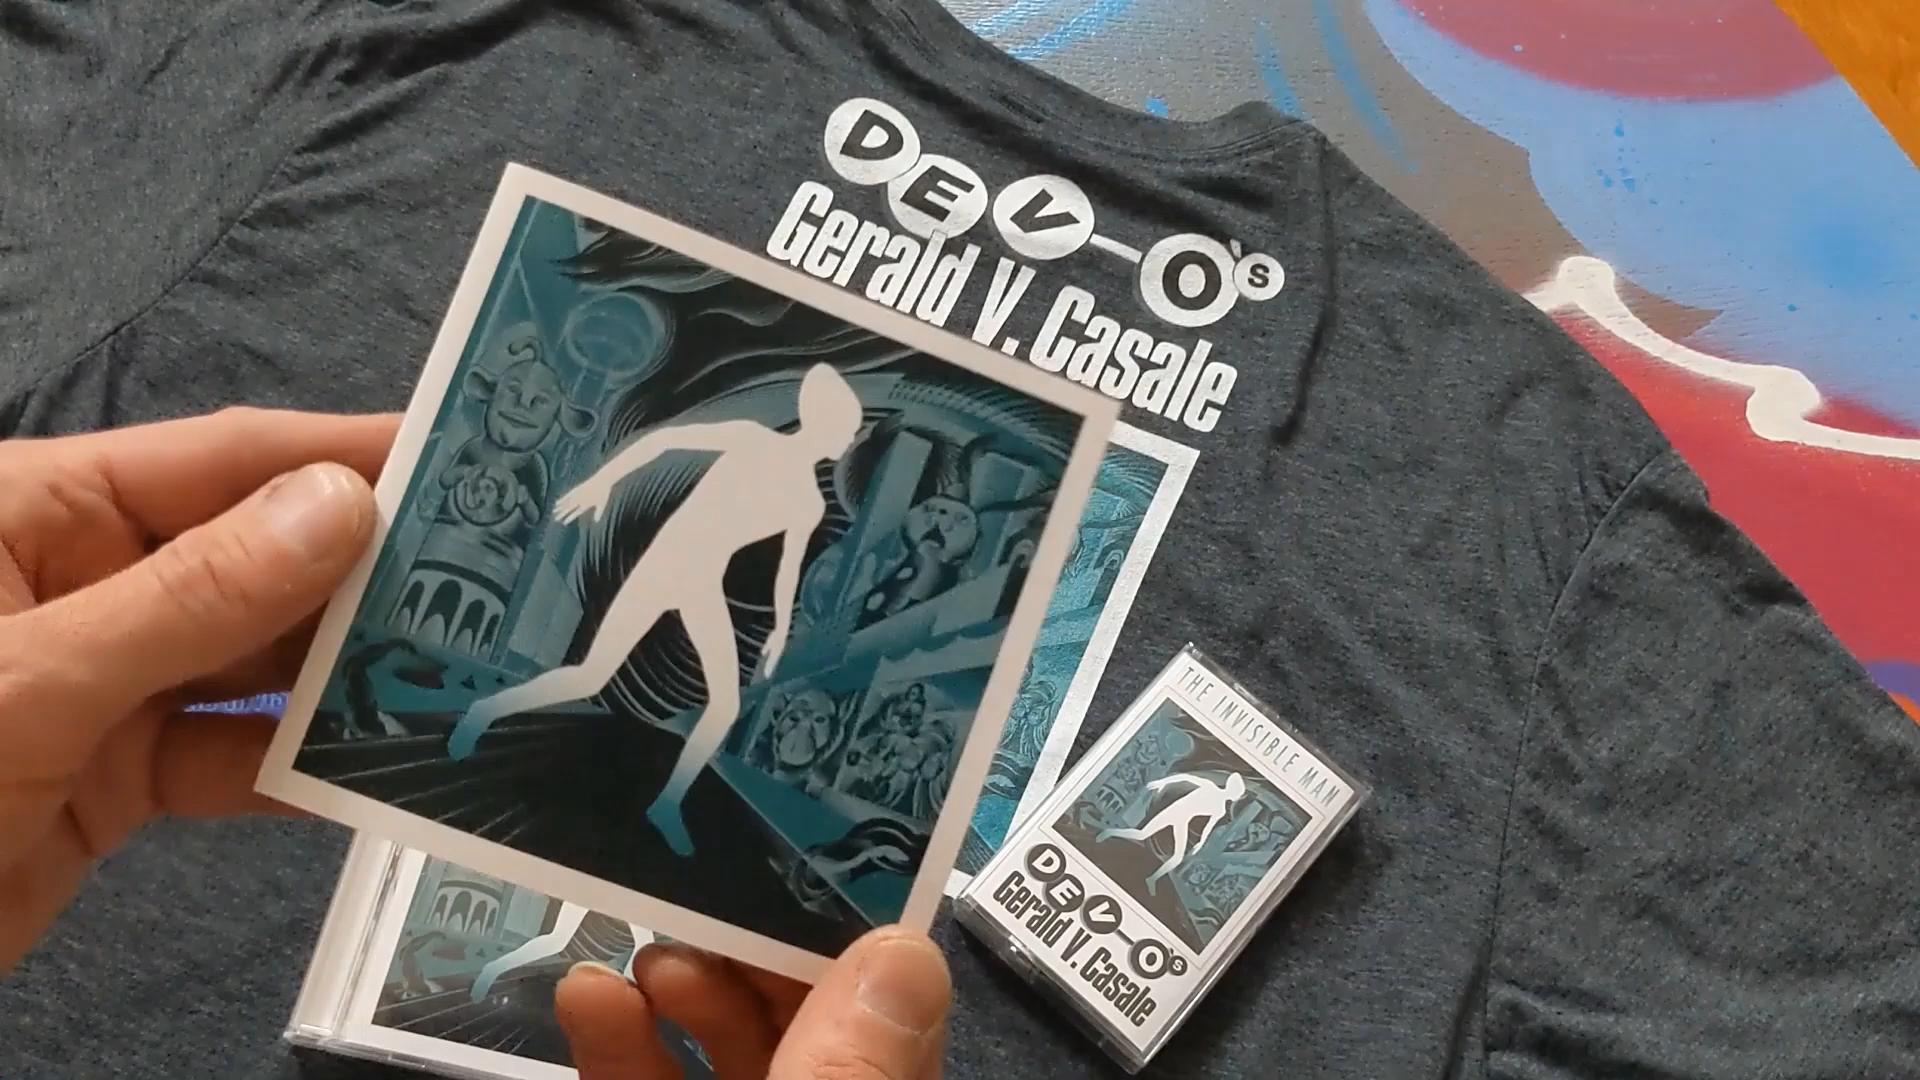 DEV-O's
Gerald V. Casale
THE INVISIBLE MAN
DEV-O's
Gerald V. Casale